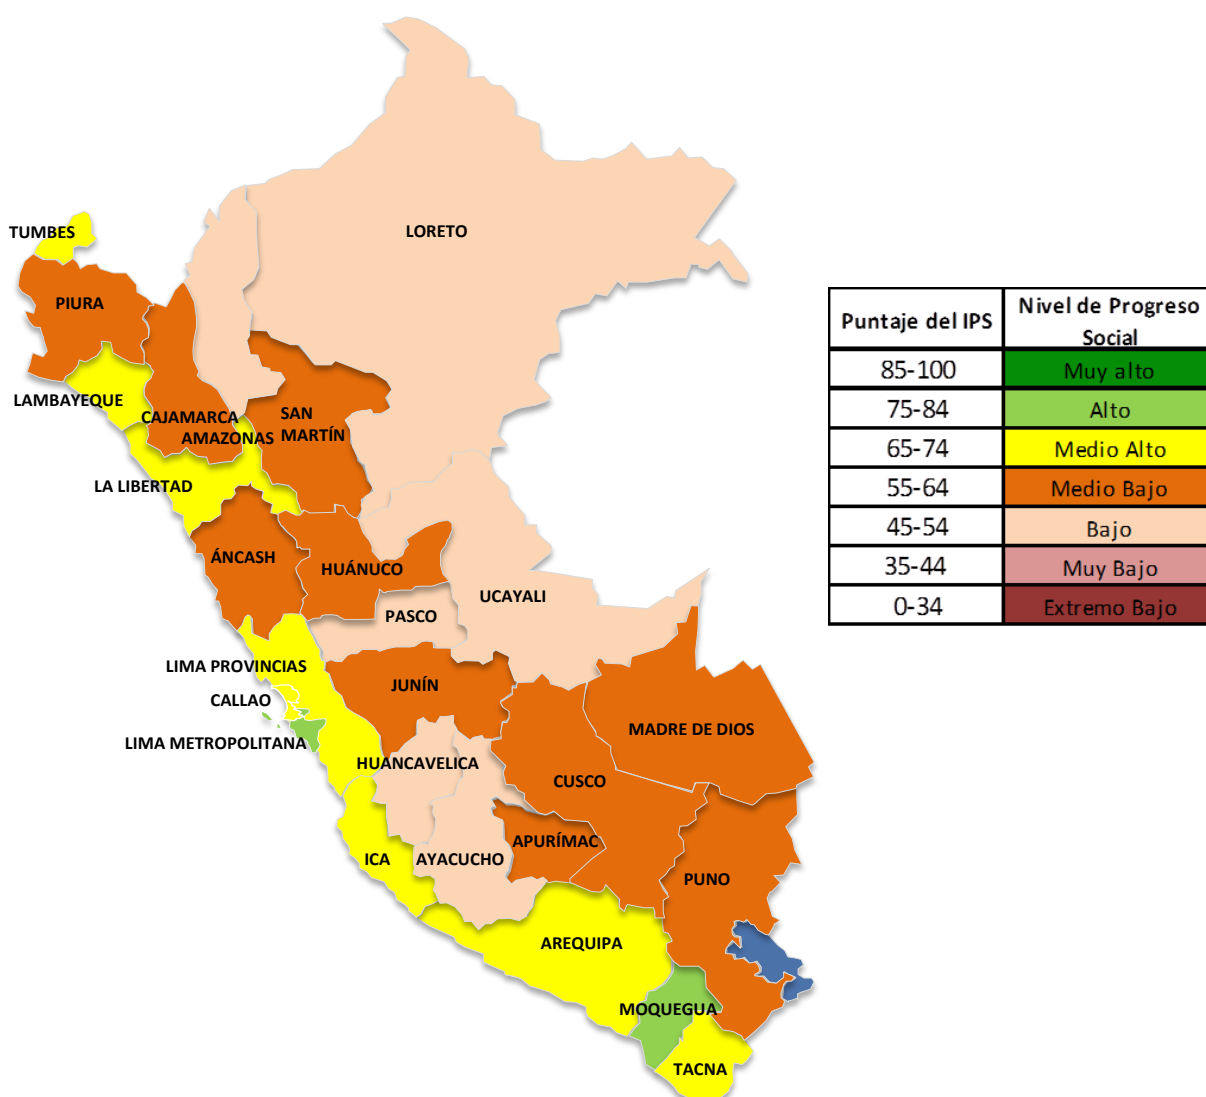 LORETO
TUMBES
PIURA
LAMBAYEQUE
CAJAMARCA
AMAZONAS
SAN
MARTÍN
LA LIBERTAD
ÁNCASH
HUÁNUCO
UCAYALI
PASCO
LIMA PROVINCIAS
JUNÍN
CALLAO
LIMA METROPOLITANA
MADRE DE DIOS
HUANCAVELICA
CUSCO
ICA
AYACUCHO
APURÍMAC
PUNO
AREQUIPA
MOQUEGUA
TACNA
Puntaje del IPS
Nivel de Progreso
Social
85-100 Muy alto
75-84 Alto
65-74 Medio Alto
55-64 Medio Bajo
45-54 Bajo
35-44 Muy Bajo
0-34 Extremo Bajo